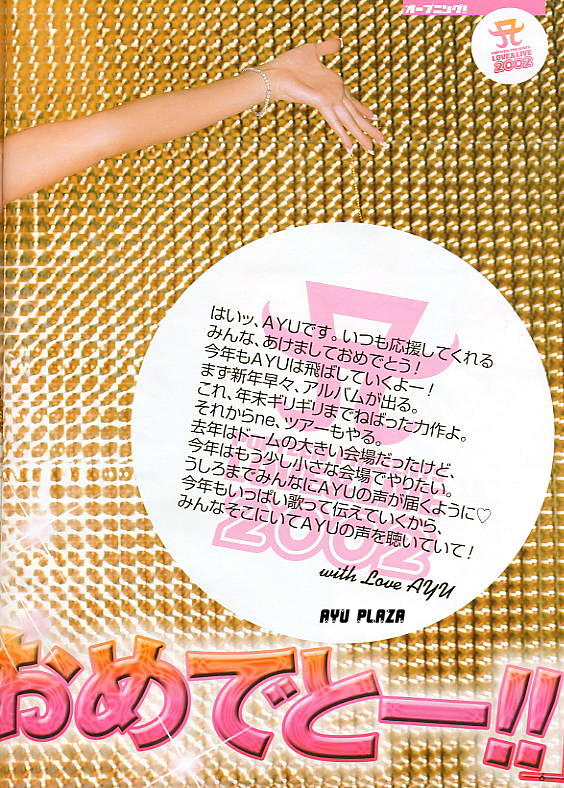 オープニング!
POPTEEN PRESENTS
LOVE&LIVE
2002
はいッ、AYUです。いつも応援してくれる
みんな、あけましておめでとう!
今年もAYUは飛ばしていくよー!
まず新年早々、アルバムが出る。
これ、年末ギリギリまでねばった力作よ。
それからne、ツアーもやる。
去年はドームの大きい会場だったけど、
今年はもう少し小さな会場でやりたい。
うしろまでみんなにAYUの声が届くように♡
今年もいっぱい歌って伝えていくから、
みんなそこにいてAYUの声を聴いていて!
2002
with Love AYU
AYU PLAZA
おめでとー!!